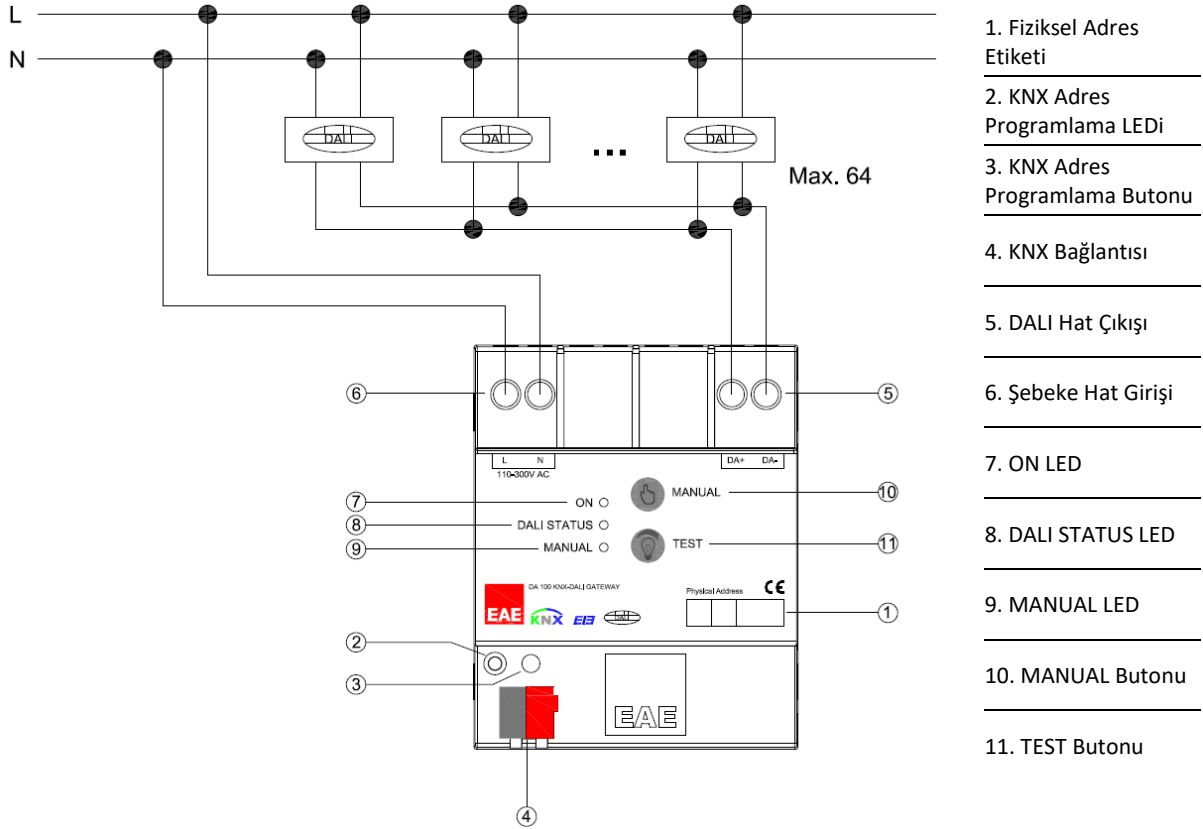 L
N
DALI
DALI
...
DALI
Max. 64
6
5
L
N
110-300V AC
DA+
DA-
7
ON
MANUAL
10
8
DALI STATUS
9
MANUAL
TEST
11
DA 100 KNX-DALI GATEWAY
Physical Address
CE
EAE
KNX
EIB
DALI
1
2
3
EAE
4
1. Fiziksel Adres
Etiketi
2. KNX Adres
Programlama LEDi
3. KNX Adres
Programlama Butonu
4. KNX Bağlantısı
5. DALI Hat Çıkışı
6. Şebeke Hat Girişi
7. ON LED
8. DALI STATUS LED
9. MANUAL LED
10. MANUAL Butonu
11. TEST Butonu